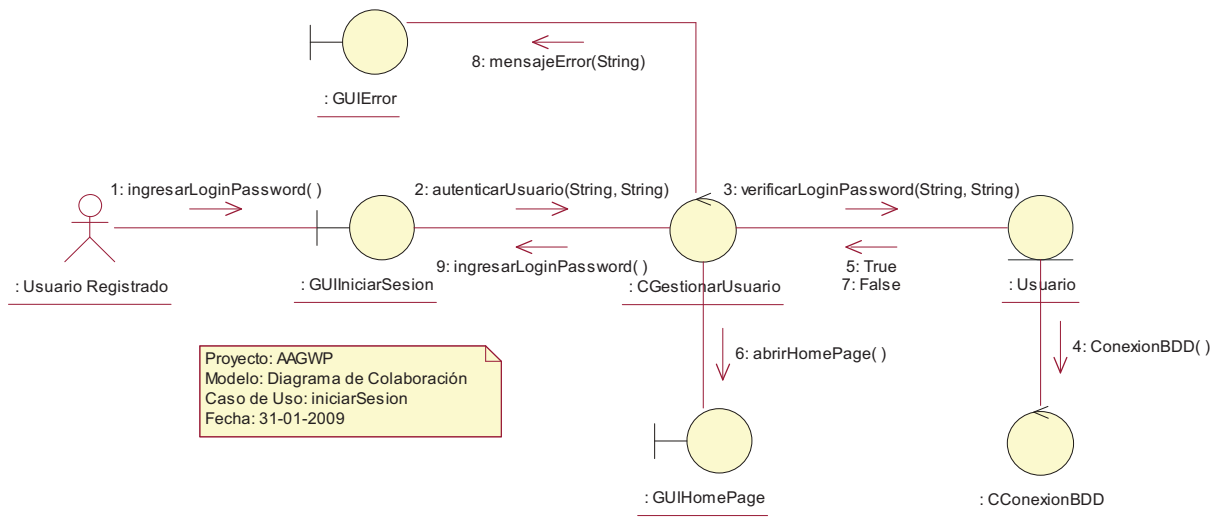 8: mensajeError(String)
: GUIError
1: ingresarLoginPassword( )
2: autenticarUsuario(String, String)
3: verificarLoginPassword(String, String)
9: ingresarLoginPassword( )
5: True
7: False
: Usuario Registrado
: GUIIniciarSesion
: CGestionarUsuario
: Usuario
6: abrirHomePage( )
4: ConexionBDD( )
Proyecto: AAGWP
Modelo: Diagrama de Colaboración
Caso de Uso: iniciarSesion
Fecha: 31-01-2009
: GUIHomePage
: CConexionBDD